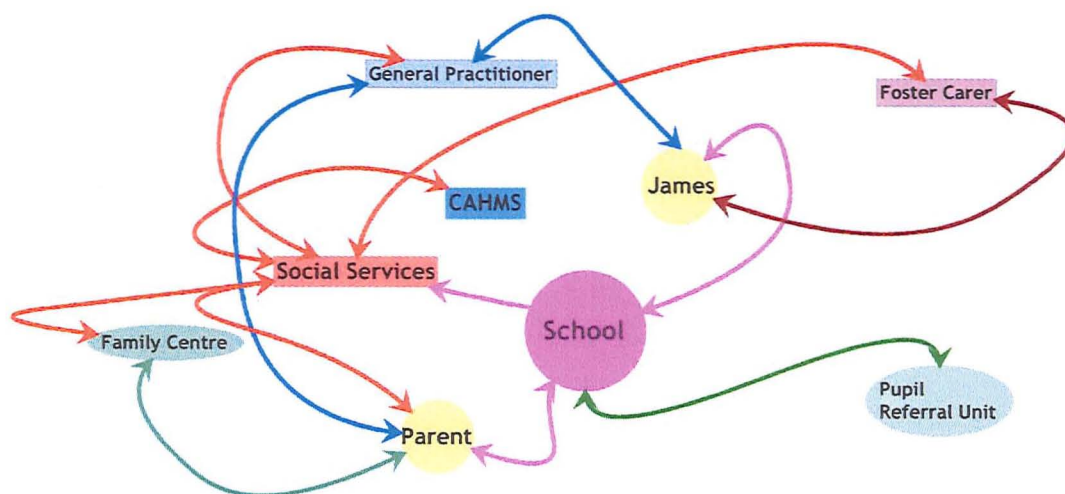 General Practitioner
Foster Carer
James
CAHMS
Social Services
School
Family Centre
Pupil
Referral Unit
Parent